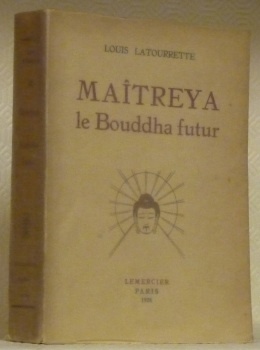 LOUIS LATOURRETTE
MAÎTREYA
le Bouddha futur
LEMERCIER
PARIS